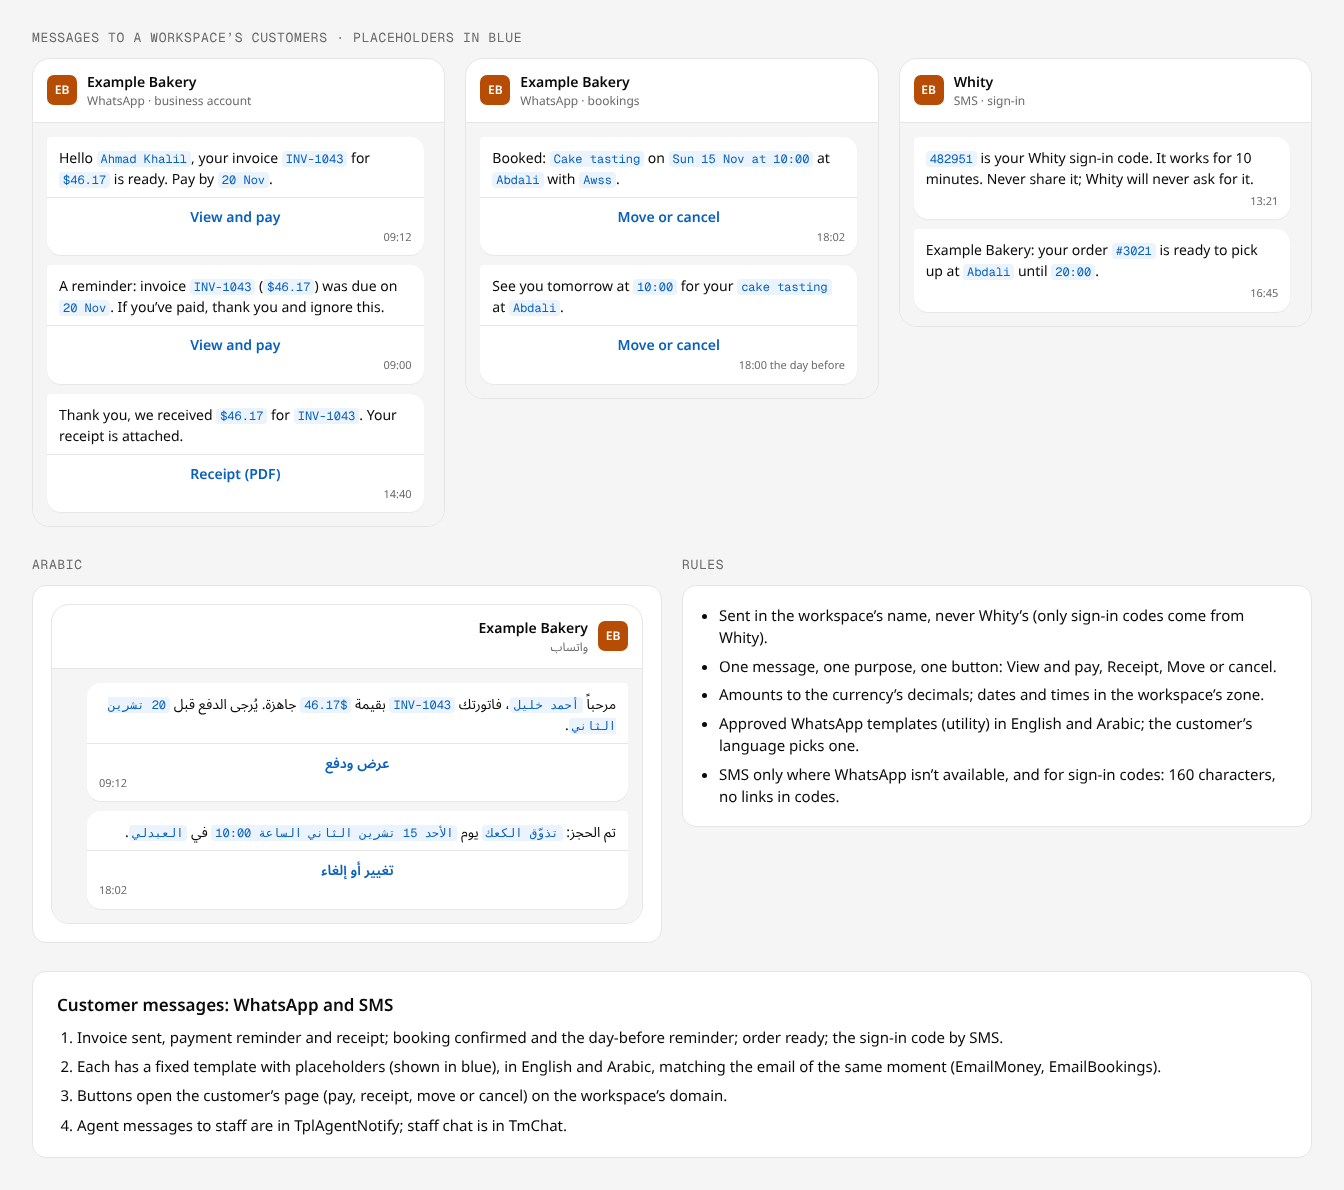 MESSAGES TO A WORKSPACE'S CUSTOMERS · PLACEHOLDERS IN BLUE
EB
Example Bakery
WhatsApp · business account
Hello Ahmad Khalil, your invoice INV-1043 for
$46.17 is ready. Pay by 20 Nov.
View and pay
09:12
A reminder: invoice INV-1043 ( $46.17 ) was due on
20 Nov. If you’ve paid, thank you and ignore this.
View and pay
09:00
Thank you, we received $46.17 for INV-1043. Your
receipt is attached.
Receipt (PDF)
14:40
EB
Example Bakery
WhatsApp · bookings
Booked: Cake tasting on Sun 15 Nov at 10:00 at
Abdali with Awss.
Move or cancel
18:02
See you tomorrow at 10:00 for your cake tasting
at Abdali.
Move or cancel
18:00 the day before
EB
Whity
SMS · sign-in
482951 is your Whity sign-in code. It works for 10
minutes. Never share it; Whity will never ask for it.
13:21
Example Bakery: your order #3021 is ready to pick
up at Abdali until 20:00.
16:45
ARABIC
EB
Example Bakery
واتساب
مرحباً أحمد خليل، فاتورتك INV-1043 بقيمة $46.17 جاهزة. يُرجى الدفع قبل 20 تشرين
الثاني.
عرض ودفع
09:12
تم الحجز: تذوّق الكعك يوم الأحد 15 تشرين الثاني الساعة 10:00 في العبدلي.
تغيير أو إلغاء
18:02
RULES
• Sent in the workspace’s name, never Whity’s (only sign-in codes come from
Whity).
• One message, one purpose, one button: View and pay, Receipt, Move or cancel.
• Amounts to the currency’s decimals; dates and times in the workspace’s zone.
• Approved WhatsApp templates (utility) in English and Arabic; the customer’s
language picks one.
• SMS only where WhatsApp isn’t available, and for sign-in codes: 160 characters,
no links in codes.
Customer messages: WhatsApp and SMS
1. Invoice sent, payment reminder and receipt; booking confirmed and the day-before reminder; order ready; the sign-in code by SMS.
2. Each has a fixed template with placeholders (shown in blue), in English and Arabic, matching the email of the same moment (EmailMoney, EmailBookings).
3. Buttons open the customer’s page (pay, receipt, move or cancel) on the workspace’s domain.
4. Agent messages to staff are in TplAgentNotify; staff chat is in TmChat.